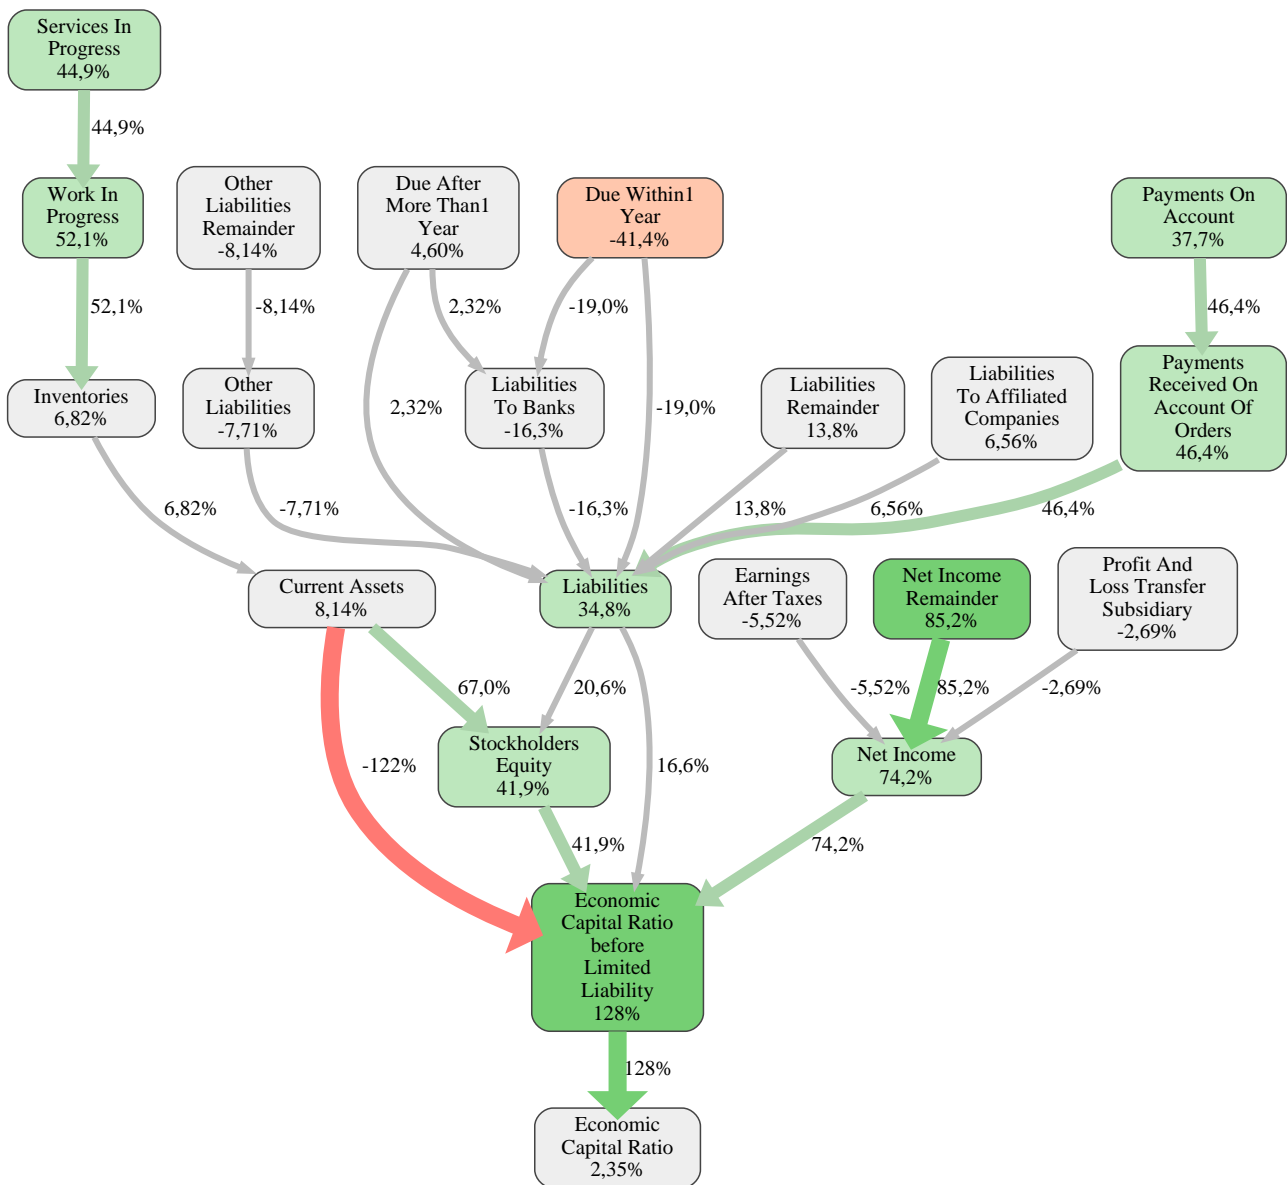 Services In
Progress
44,9%
44,9%
Work In
Progress
52,1%
Other
Liabilities
Remainder
-8,14%
Due After
More Than1
Year
4,60%
Due Within1
Year
-41,4%
Payments On
Account
37,7%
52,1%
-8,14%
2,32%
-19,0%
46,4%
Inventories
6,82%
Other
Liabilities
-7,71%
2,32%
Liabilities
To Banks
-16,3%
-19,0%
Liabilities
Remainder
13,8%
Liabilities
To Affiliated
Companies
6,56%
Payments
Received On
Account Of
Orders
46,4%
6,82%
-7,71%
-16,3%
13,8%
6,56%
46,4%
Current Assets
8,14%
Liabilities
34,8%
Earnings
After Taxes
-5,52%
Net Income
Remainder
85,2%
Profit And
Loss Transfer
Subsidiary
-2,69%
67,0%
20,6%
-5,52%
85,2%
-2,69%
-122%
Stockholders
Equity
41,9%
16,6%
Net Income
74,2%
41,9%
74,2%
Economic
Capital Ratio
before
Limited
Liability
128%
128%
Economic
Capital Ratio
2,35%